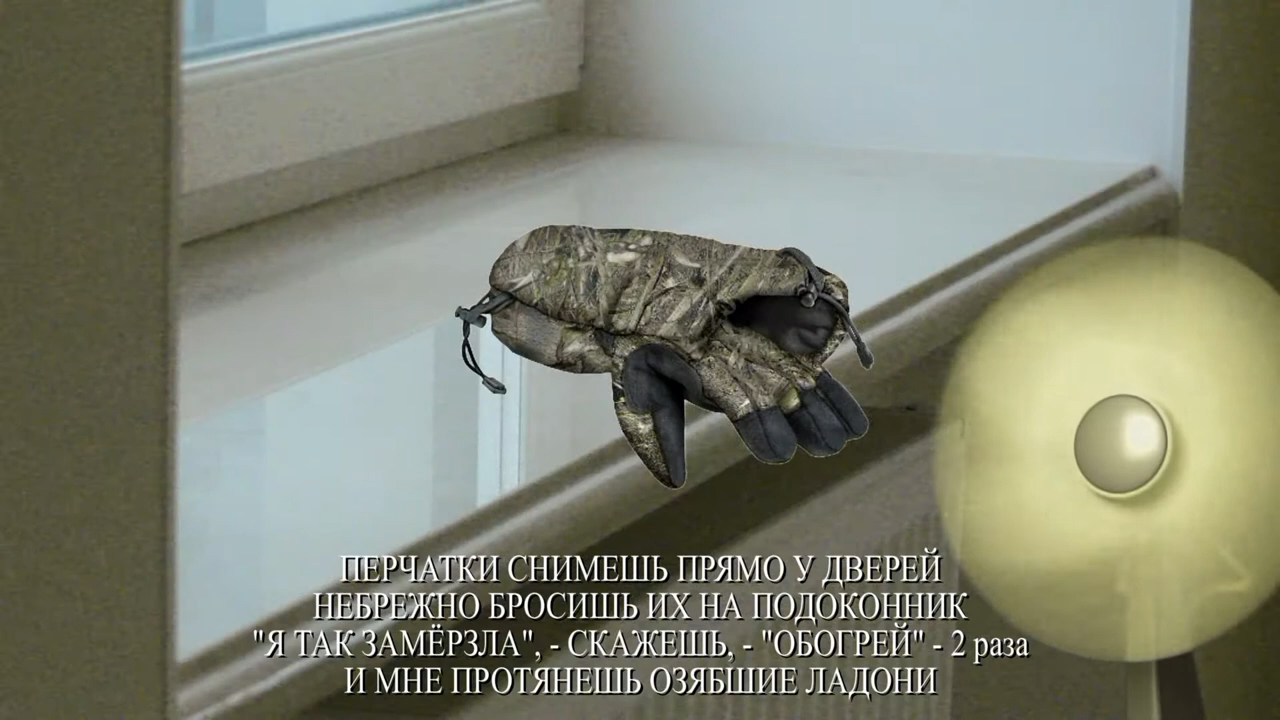 ПЕРЧАТКИ СНИМЕШЬ ПРЯМО У ДВЕРЕЙ
НЕБРЕЖНО БРОСИШЬ ИХ НА ПОДОКОННИК
"Я ТАК ЗАМЁРЗЛА", - СКАЖЕШЬ, - "ОБОГРЕЙ" - 2 раза
И МНЕ ПРОТЯНЕШЬ ОЗЯБШИЕ ЛАДОНИ